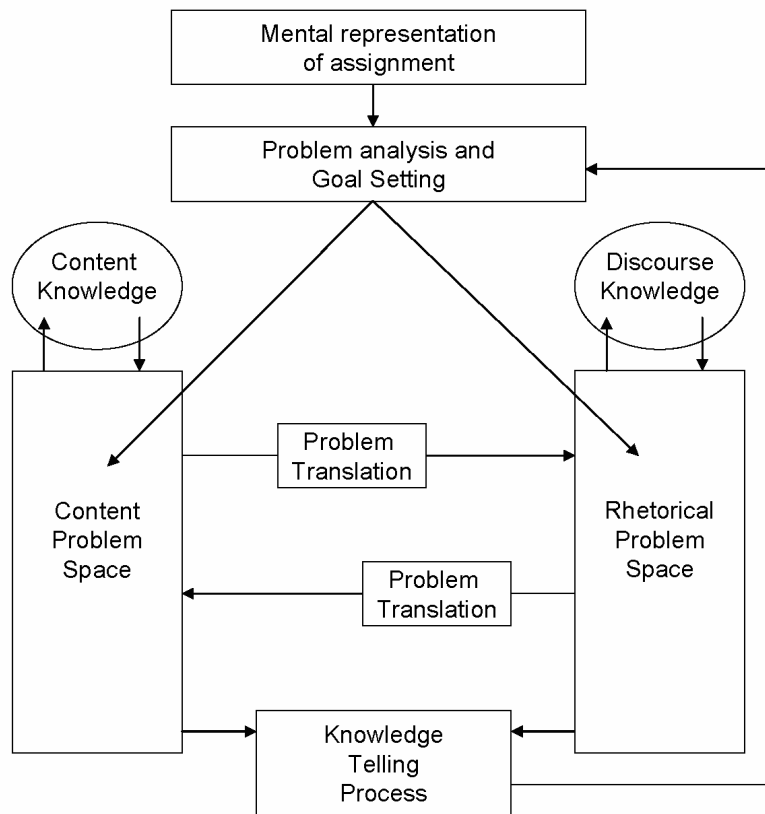 Mental representation
of assignment
Problem analysis and
Goal Setting
Content
Knowledge
Discourse
Knowledge
Problem
Translation
Content
Problem
Space
Rhetorical
Problem
Space
Problem
Translation
Knowledge
Telling
Process